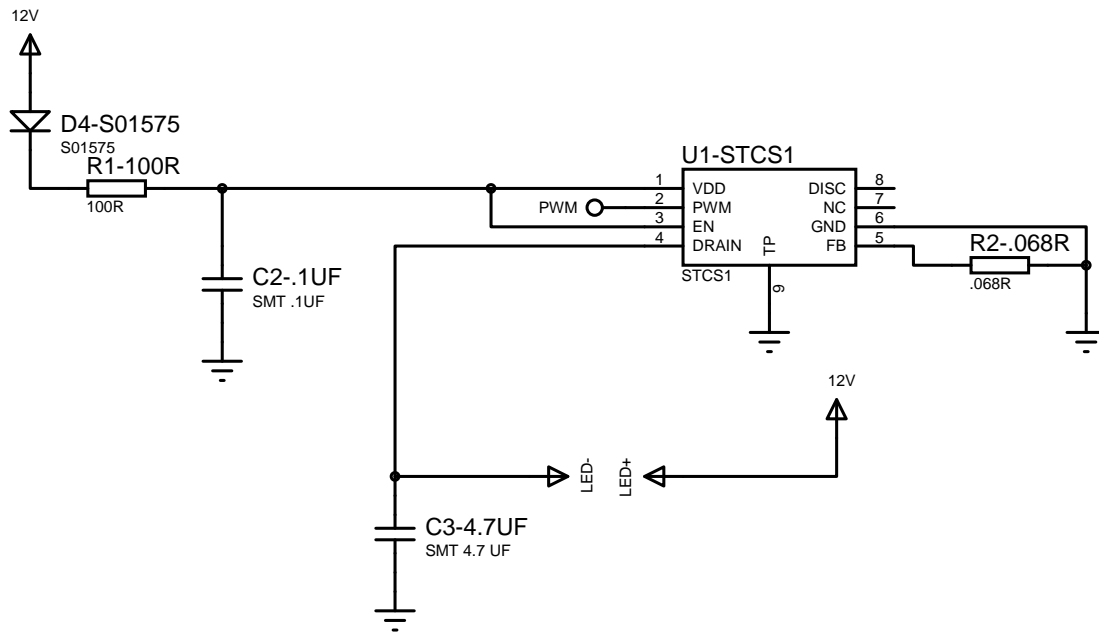 12V
D4-S01575
S01575
R1-100R
100R
C2-.1UF
SMT .1UF
U1-STCS1
1 VDD DISC 8
2 PWM NC 7
3 EN GND 6
4 DRAIN FB 5
TP
9
STCS1
PWM
R2-.068R
.068R
12V
LED-
LED+
C3-4.7UF
SMT 4.7 UF